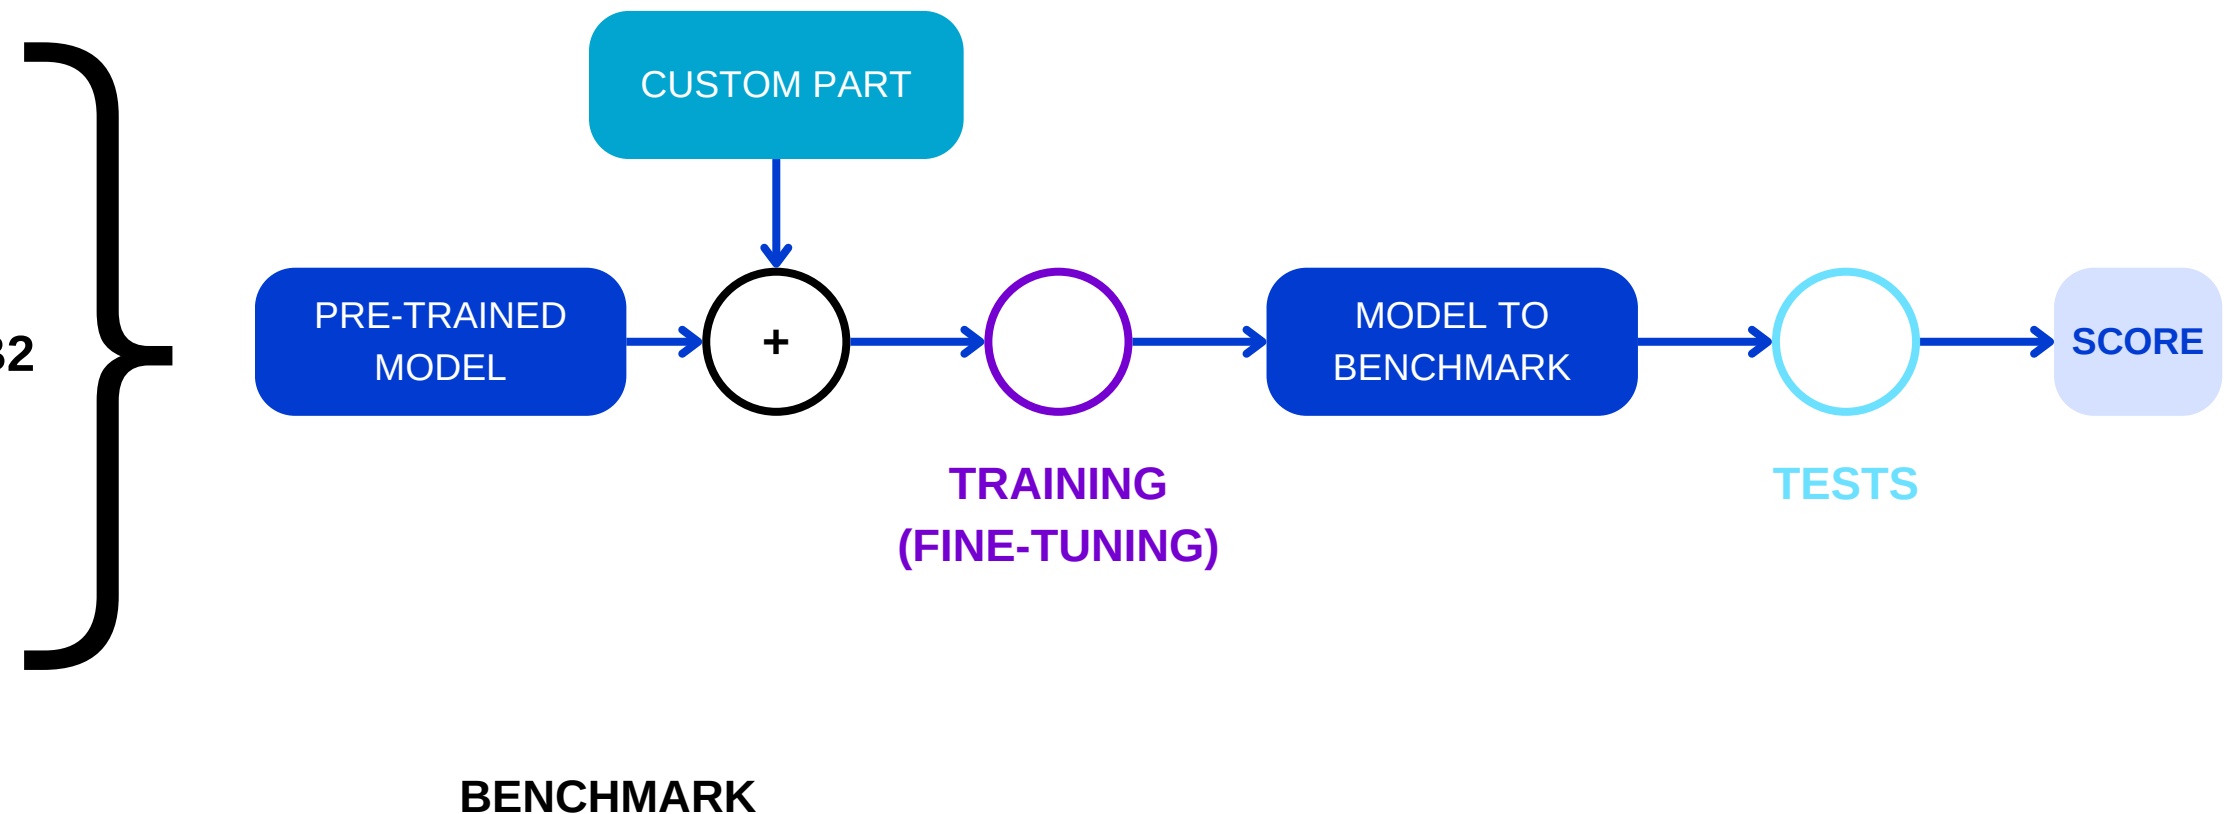 CUSTOM PART
PRE-TRAINED
MODEL
+
MODEL TO
BENCHMARK
SCORE
TRAINING
(FINE-TUNING)
TESTS
BENCHMARK